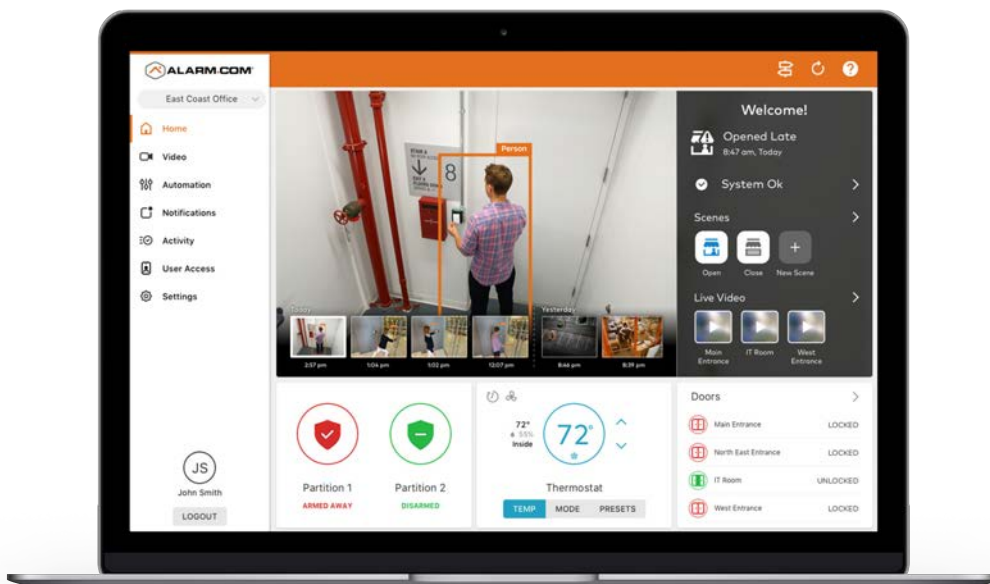 ALARM.COM
East Coast Office
Home
Video
Automation
Notifications
Activity
User Access
Settings
JS
John Smith
LOGOUT
Person
STAIR A
8
Today
Yesterday
2:57 pm
1:04 pm
1:02 pm
12:07 pm
8:46 pm
8:39 pm
Welcome!
Opened Late
8:47 am, Today
System Ok
Scenes
Open
Close
New Scene
Live Video
Main Entrance
IT Room
West Entrance
Partition 1
ARMED AWAY
Partition 2
DISARMED
72°
55%
Inside
72°
Thermostat
TEMP
MODE
PRESETS
Doors
Main Entrance
LOCKED
North East Entrance
LOCKED
IT Room
UNLOCKED
West Entrance
LOCKED